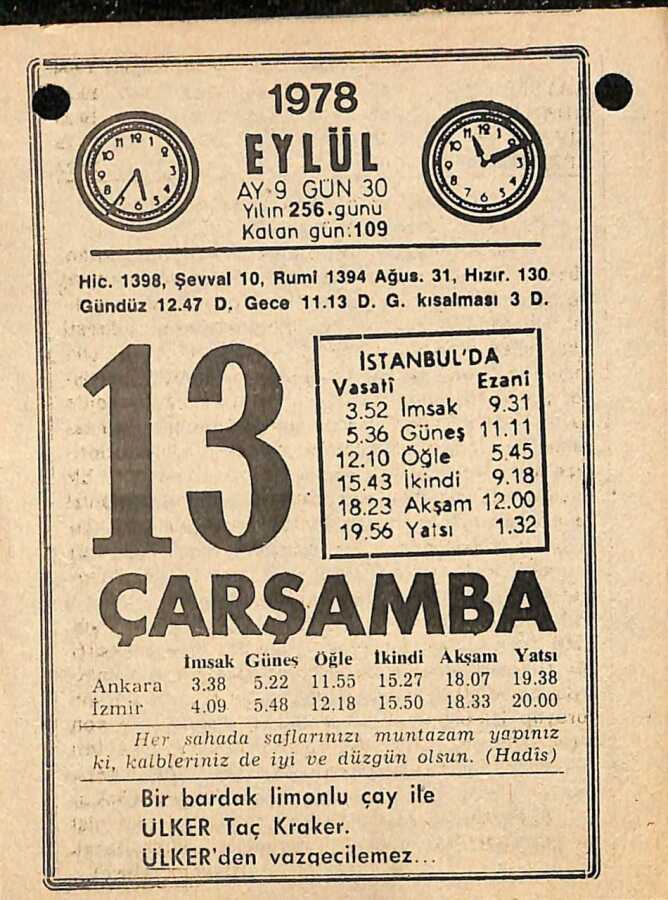 1978
EYLÜL
AY 9 GÜN 30
Yılın 256.günü
Kalan gün:109
Hic. 1398, Şevval 10, Rumi 1394 Ağus. 31, Hızır. 130
Gündüz 12.47 D. Gece 11.13 D. G. kısalması 3 D.
13
İSTANBUL'DA
Vasatî Ezanî
3.52 İmsak 9.31
5.36 Güneş 11.11
12.10 Öğle 5.45
15.43 İkindi 9.18
18.23 Akşam 12.00
19.56 Yatsı 1.32
ÇARŞAMBA
İmsak Güneş Öğle İkindi Akşam Yatsı
Ankara 3.38 5.22 11.55 15.27 18.07 19.38
İzmir 4.09 5.48 12.18 15.50 18.33 20.00
Her sahada saflarınızı muntazam yapınız
ki, kalbleriniz de iyi ve düzgün olsun. (Hadîs)
Bir bardak limonlu çay ile
ÜLKER Taç Kraker.
ÜLKER'den vazgeçilemez...